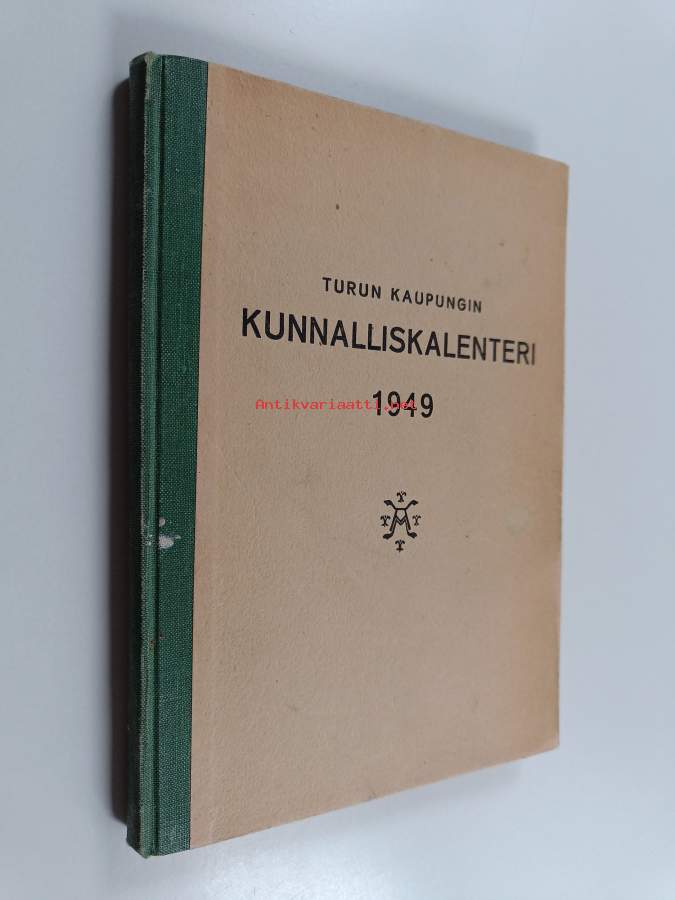 TURUN KAUPUNGIN
KUNNALLISKALENTERI
1949
Antikvariaatti.net